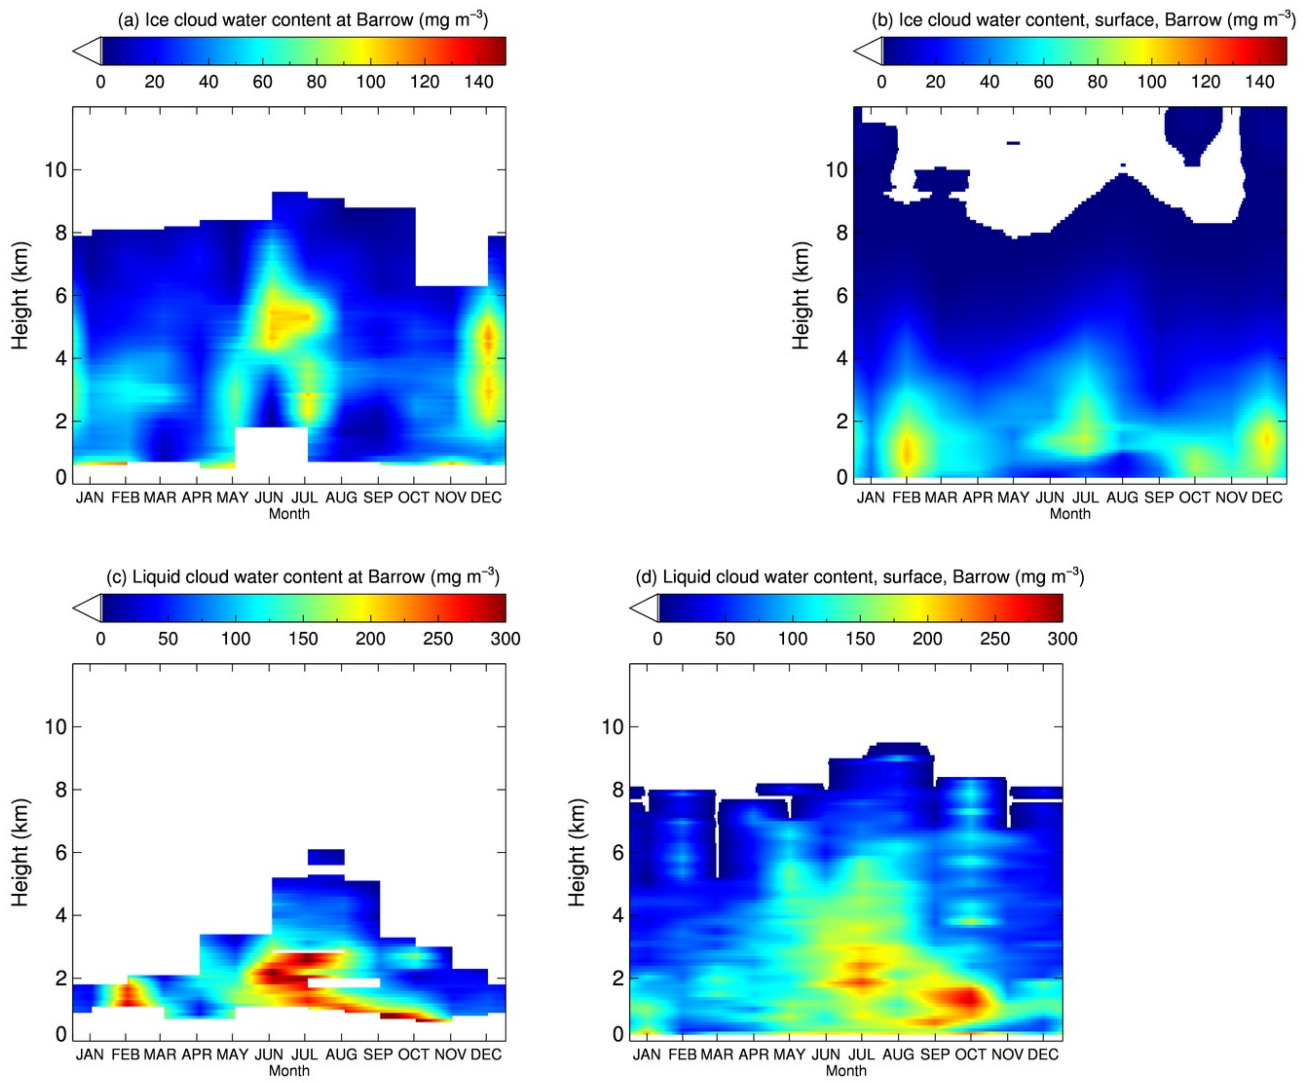 (a) Ice cloud water content at Barrow (mg m⁻³)
0 20 40 60 80 100 120 140
Height (km)
10
8
6
4
2
0
JAN FEB MAR APR MAY JUN JUL AUG SEP OCT NOV DEC
Month
(b) Ice cloud water content, surface, Barrow (mg m⁻³)
0 20 40 60 80 100 120 140
Height (km)
10
8
6
4
2
0
JAN FEB MAR APR MAY JUN JUL AUG SEP OCT NOV DEC
Month
(c) Liquid cloud water content at Barrow (mg m⁻³)
0 50 100 150 200 250 300
Height (km)
10
8
6
4
2
0
JAN FEB MAR APR MAY JUN JUL AUG SEP OCT NOV DEC
Month
(d) Liquid cloud water content, surface, Barrow (mg m⁻³)
0 50 100 150 200 250 300
Height (km)
10
8
6
4
2
0
JAN FEB MAR APR MAY JUN JUL AUG SEP OCT NOV DEC
Month